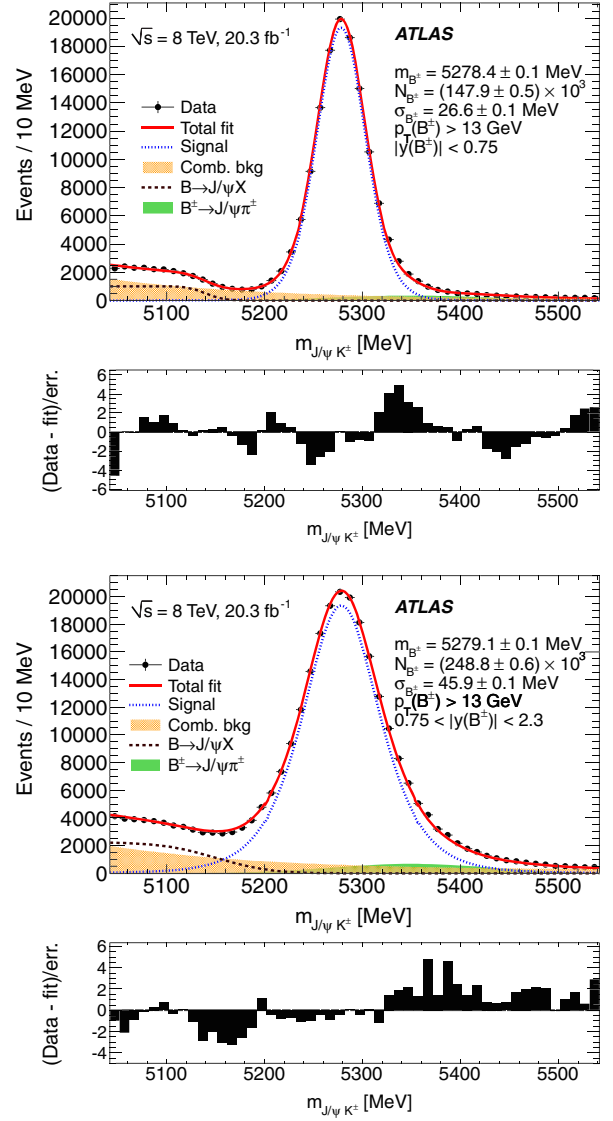 √s = 8 TeV, 20.3 fb⁻¹
ATLAS
m_B± = 5278.4 ± 0.1 MeV
N_B± = (147.9 ± 0.5) × 10³
σ_B± = 26.6 ± 0.1 MeV
p_T(B±) > 13 GeV
|y(B±)| < 0.75
Data
Total fit
Signal
Comb. bkg
B→J/ψX
B±→J/ψπ±
Events / 10 MeV
20000
18000
16000
14000
12000
10000
8000
6000
4000
2000
0
5100 5200 5300 5400 5500
m_J/ψ K± [MeV]
(Data - fit)/err.
6
4
2
0
-2
-4
-6
5100 5200 5300 5400 5500
m_J/ψ K± [MeV]
√s = 8 TeV, 20.3 fb⁻¹
ATLAS
m_B± = 5279.1 ± 0.1 MeV
N_B± = (248.8 ± 0.6) × 10³
σ_B± = 45.9 ± 0.1 MeV
p_T(B±) > 13 GeV
0.75 < |y(B±)| < 2.3
Data
Total fit
Signal
Comb. bkg
B→J/ψX
B±→J/ψπ±
Events / 10 MeV
20000
18000
16000
14000
12000
10000
8000
6000
4000
2000
0
5100 5200 5300 5400 5500
m_J/ψ K± [MeV]
(Data - fit)/err.
6
4
2
0
-2
-4
5100 5200 5300 5400 5500
m_J/ψ K± [MeV]